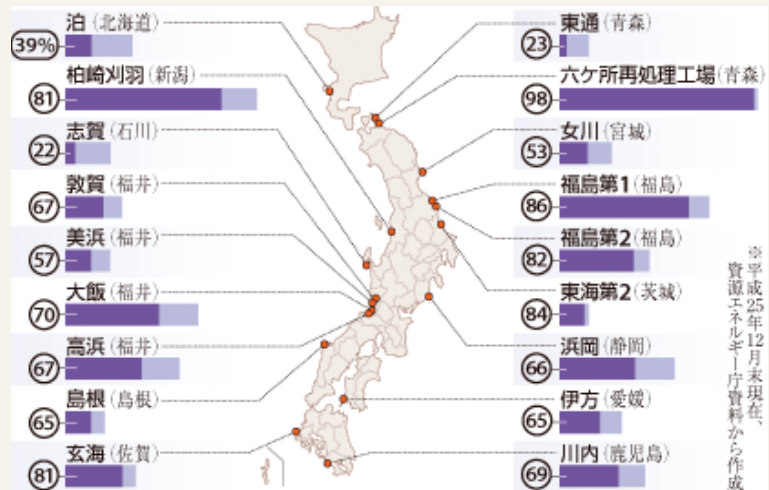 泊（北海道）
39%
柏崎刈羽（新潟）
81
志賀（石川）
22
敦賀（福井）
67
美浜（福井）
57
大飯（福井）
70
高浜（福井）
67
島根（島根）
65
玄海（佐賀）
81
東通（青森）
23
六ケ所再処理工場（青森）
98
女川（宮城）
53
福島第1（福島）
86
福島第2（福島）
82
東海第2（茨城）
84
浜岡（静岡）
66
伊方（愛媛）
65
川内（鹿児島）
69
※平成25年12月末現在、
資源エネルギー庁資料から作成